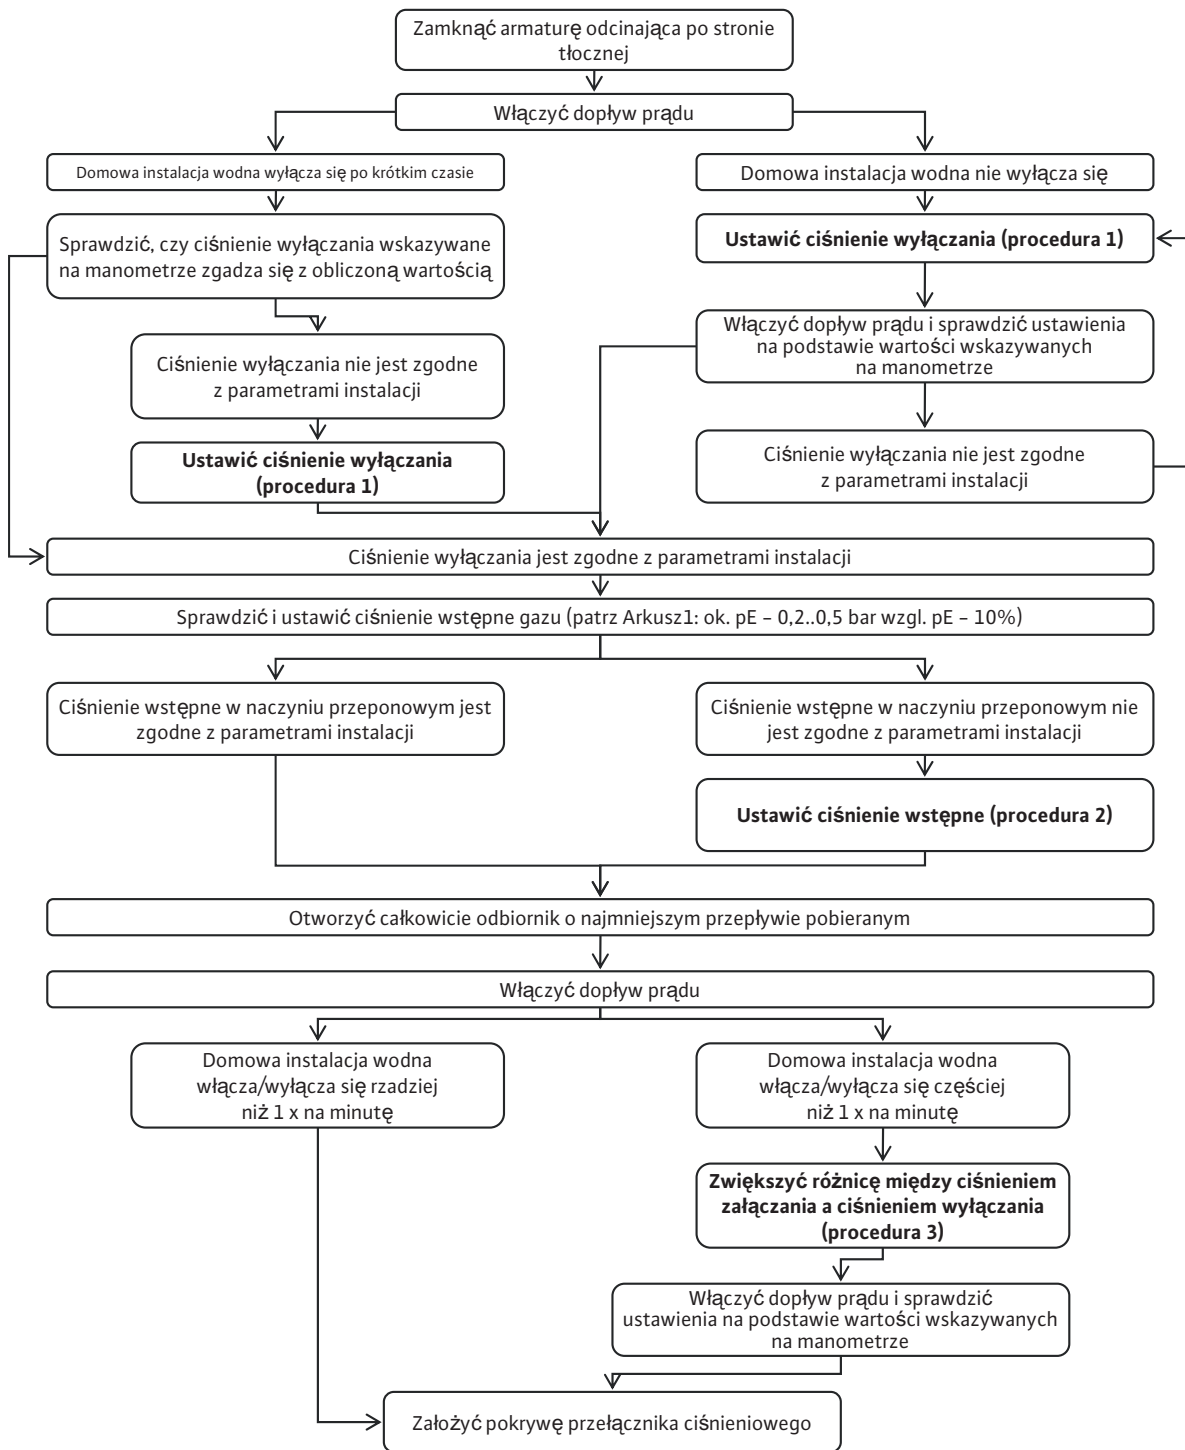 Zamknąć armaturę odcinająca po stronie
tłocznej
Włączyć dopływ prądu
Domowa instalacja wodna wyłącza się po krótkim czasie
Domowa instalacja wodna nie wyłącza się
Sprawdzić, czy ciśnienie wyłączania wskazywane
na manometrze zgadza się z obliczoną wartością
Ustawić ciśnienie wyłączania (procedura 1)
Ciśnienie wyłączania nie jest zgodne
z parametrami instalacji
Włączyć dopływ prądu i sprawdzić ustawienia
na podstawie wartości wskazywanych
na manometrze
Ustawić ciśnienie wyłączania
(procedura 1)
Ciśnienie wyłączania nie jest zgodne
z parametrami instalacji
Ciśnienie wyłączania jest zgodne z parametrami instalacji
Sprawdzić i ustawić ciśnienie wstępne gazu (patrz Arkusz1: ok. pE – 0,2..0,5 bar wzgl. pE – 10%)
Ciśnienie wstępne w naczyniu przeponowym jest
zgodne z parametrami instalacji
Ciśnienie wstępne w naczyniu przeponowym nie
jest zgodne z parametrami instalacji
Ustawić ciśnienie wstępne (procedura 2)
Otworzyć całkowicie odbiornik o najmniejszym przepływie pobieranym
Włączyć dopływ prądu
Domowa instalacja wodna
włącza/wyłącza się rzadziej
niż 1 x na minutę
Domowa instalacja wodna
włącza/wyłącza się częściej
niż 1 x na minutę
Zwiększyć różnicę między ciśnieniem
załączania a ciśnieniem wyłączania
(procedura 3)
Włączyć dopływ prądu i sprawdzić
ustawienia na podstawie wartości wskazywanych
na manometrze
Założyć pokrywę przełącznika ciśnieniowego